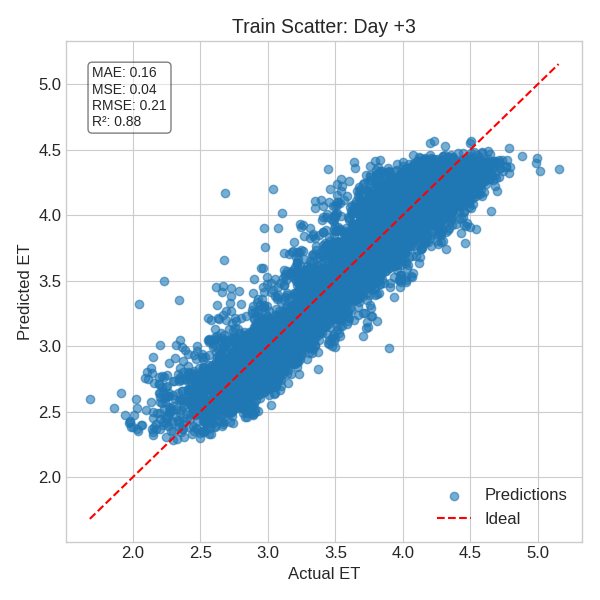 Train Scatter: Day +3
MAE: 0.16
MSE: 0.04
RMSE: 0.21
R²: 0.88
5.0
4.5
4.0
3.5
3.0
2.5
2.0
Predicted ET
Predictions
Ideal
2.0 2.5 3.0 3.5 4.0 4.5 5.0
Actual ET